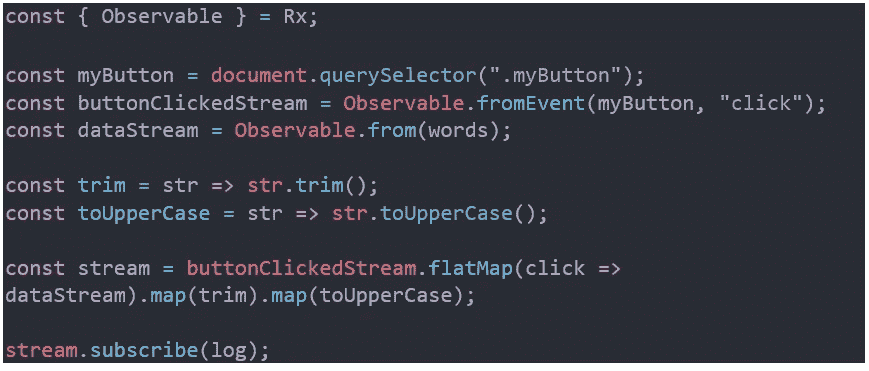 const { Observable } = Rx;
const myButton = document.querySelector(".myButton");
const buttonClickedStream = Observable.fromEvent(myButton, "click");
const dataStream = Observable.from(words);
const trim = str => str.trim();
const toUpperCase = str => str.toUpperCase();
const stream = buttonClickedStream.flatMap(click =>
dataStream).map(trim).map(toUpperCase);
stream.subscribe(log);